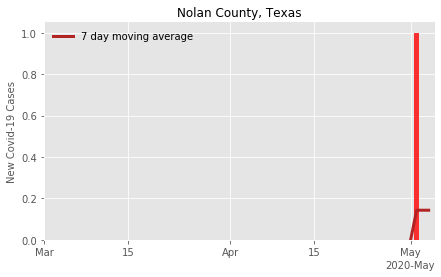 Nolan County, Texas
7 day moving average
New Covid-19 Cases
1.0
0.8
0.6
0.4
0.2
0.0
Mar 15 Apr 15 May
2020-May